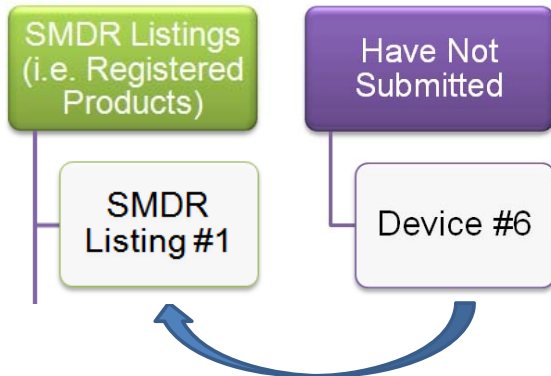 SMDR Listings
(i.e. Registered
Products)
Have Not
Submitted
SMDR
Listing #1
Device #6